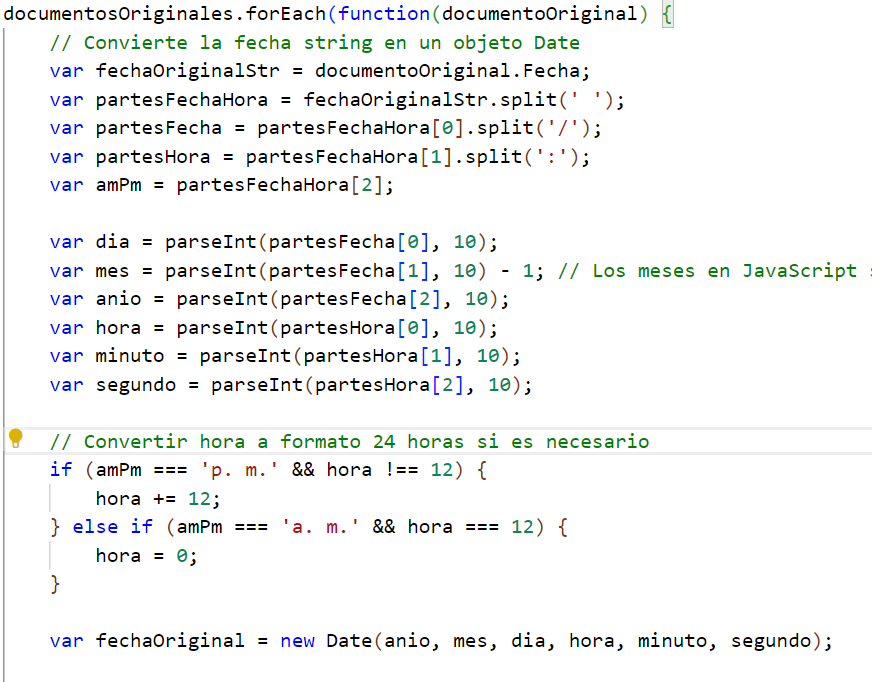 documentosOriginales.forEach(function(documentoOriginal) {
// Convierte la fecha string en un objeto Date
var fechaOriginalStr = documentoOriginal.Fecha;
var partesFechaHora = fechaOriginalStr.split(' ');
var partesFecha = partesFechaHora[0].split('/');
var partesHora = partesFechaHora[1].split(':');
var amPm = partesFechaHora[2];
var dia = parseInt(partesFecha[0], 10);
var mes = parseInt(partesFecha[1], 10) - 1; // Los meses en JavaScript
var anio = parseInt(partesFecha[2], 10);
var hora = parseInt(partesHora[0], 10);
var minuto = parseInt(partesHora[1], 10);
var segundo = parseInt(partesHora[2], 10);
// Convertir hora a formato 24 horas si es necesario
if (amPm === 'p. m.' && hora !== 12) {
hora += 12;
} else if (amPm === 'a. m.' && hora === 12) {
hora = 0;
}
var fechaOriginal = new Date(anio, mes, dia, hora, minuto, segundo);